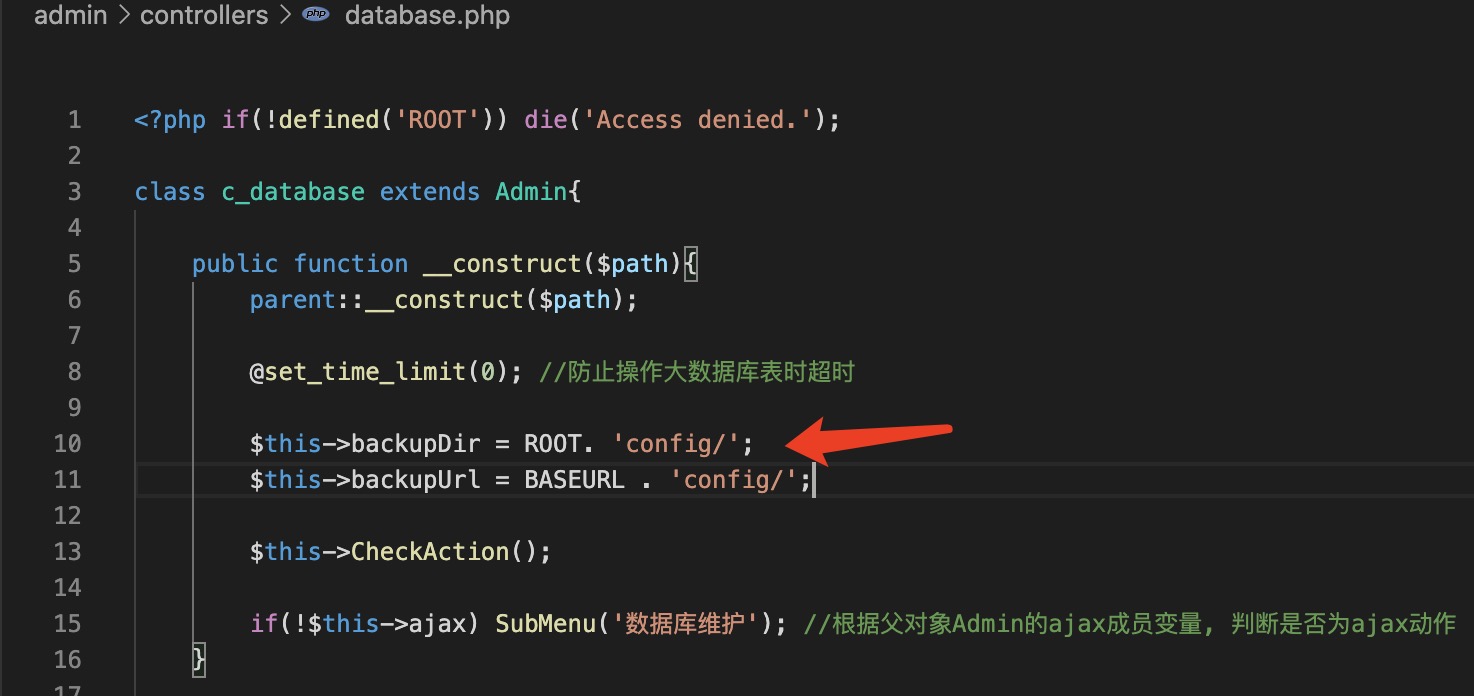 admin > controllers > php database.php
1 <?php if(!defined('ROOT')) die('Access denied.');
2
3 class c_database extends Admin{
4
5 public function __construct($path){
6 parent::__construct($path);
7
8 @set_time_limit(0); //防止操作大数据库表时超时
9
10 $this->backupDir = ROOT. 'config/';
11 $this->backupUrl = BASEURL . 'config/';
12
13 $this->CheckAction();
14
15 if(!$this->ajax) SubMenu('数据库维护'); //根据父对象Admin的ajax成员变量, 判断是否为ajax动作
16 }
17